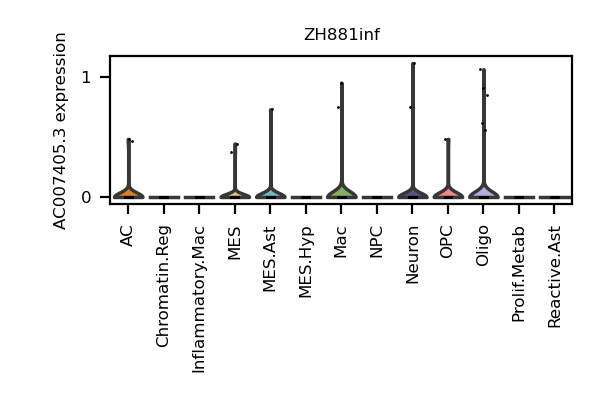 ZH881inf
AC007405.3 expression
1
0
AC
Chromatin.Reg
Inflammatory.Mac
MES
MES.Ast
MES.Hyp
Mac
NPC
Neuron
OPC
Oligo
Prolif.Metab
Reactive.Ast